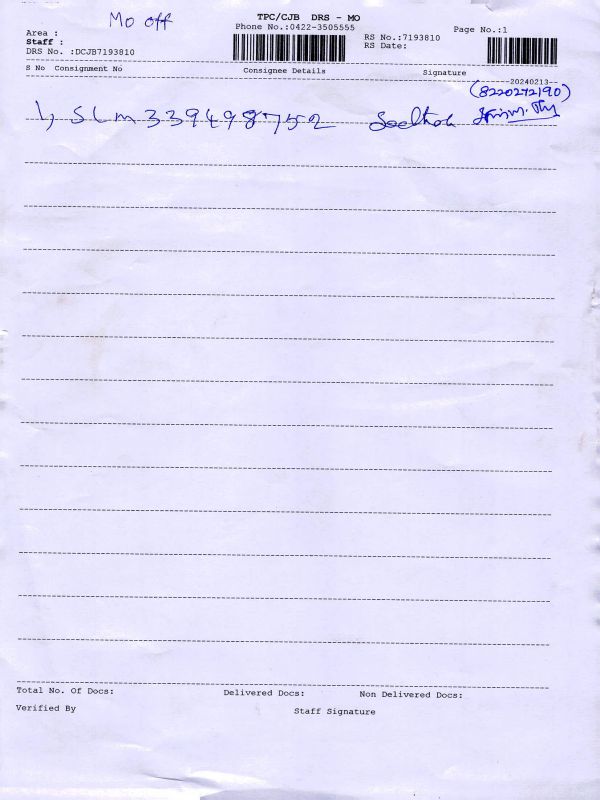 Mo off
TPC/CJB DRS - MO
Phone No.:0422-3505555
Page No.:1
Area :
Staff :
DRS No. :DCJB7193810
RS No.:7193810
RS Date:
S No Consignment No Consignee Details Signature
20240213
(8220272190)
1, SLM339498752
Total No. Of Docs: Delivered Docs: Non Delivered Docs:
Verified By Staff Signature